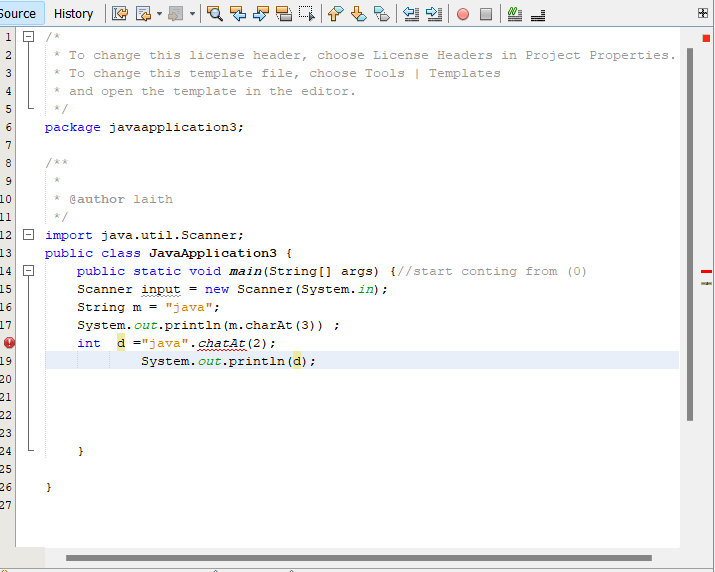 Source History
1 /*
2 * To change this license header, choose License Headers in Project Properties.
3 * To change this template file, choose Tools | Templates
4 * and open the template in the editor.
5 */
6 package javaapplication3;
7
8 /**
9 *
10 * @author laith
11 */
12 import java.util.Scanner;
13 public class JavaApplication3 {
14 public static void main(String[] args) {//start conting from (0)
15 Scanner input = new Scanner(System.in);
16 String m = "java";
17 System.out.println(m.charAt(3)) ;
int d ="java".chatAt(2);
19 System.out.println(d);
20
21
22
23
24 }
25
26 }
27